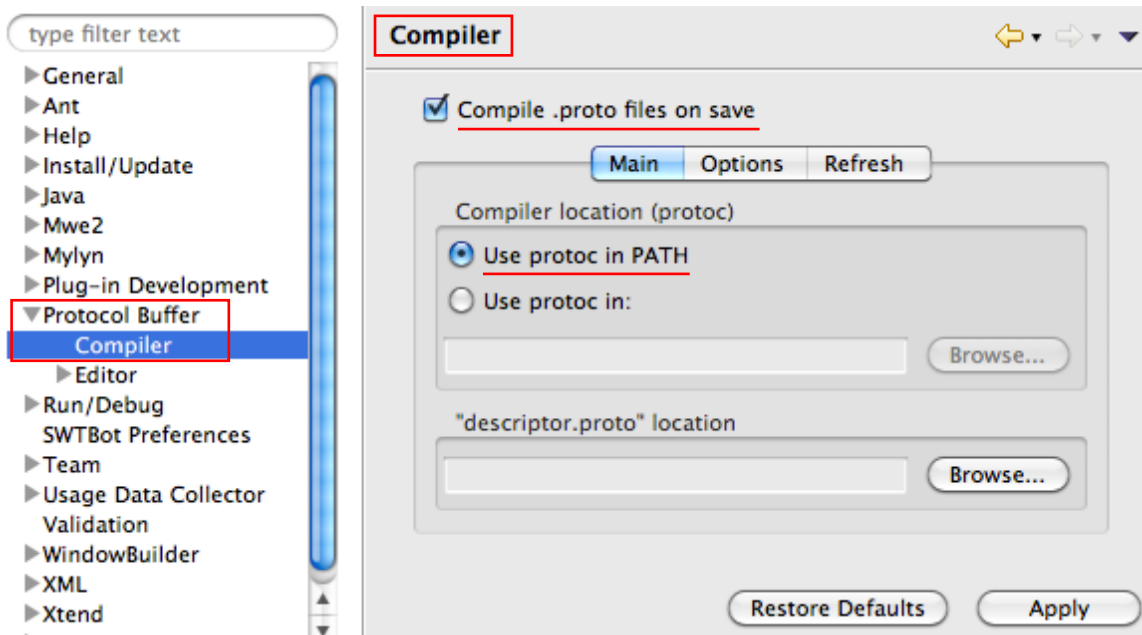 type filter text
General
Ant
Help
Install/Update
Java
Mwe2
Mylyn
Plug-in Development
Protocol Buffer
Compiler
Editor
Run/Debug
SWTBot Preferences
Team
Usage Data Collector
Validation
WindowBuilder
XML
Xtend
Compiler
Compile .proto files on save
Main Options Refresh
Compiler location (protoc)
Use protoc in PATH
Use protoc in:
Browse...
"descriptor.proto" location
Browse...
Restore Defaults Apply